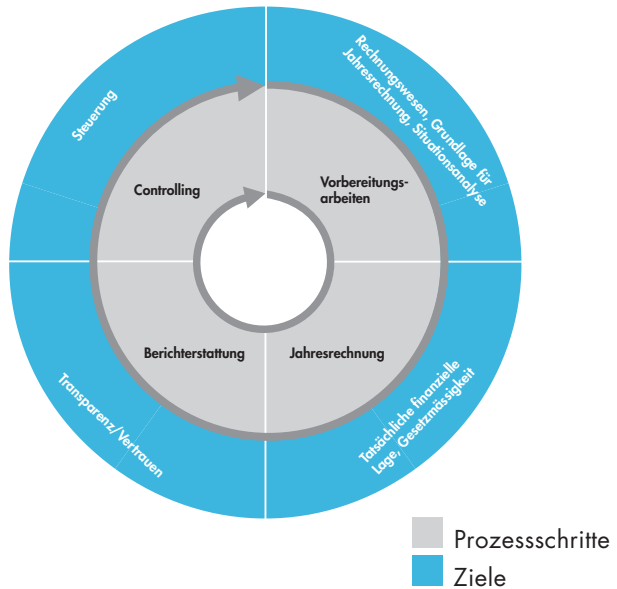 Steuerung
Rechnungswesen, Grundlage für
Jahresrechnung, Situationsanalyse
Controlling
Vorbereitungs-
arbeiten
Berichterstattung
Jahresrechnung
Transparenz/Vertrauen
Tatsächliche finanzielle
Lage, Gesetzmässigkeit
Prozessschritte
Ziele